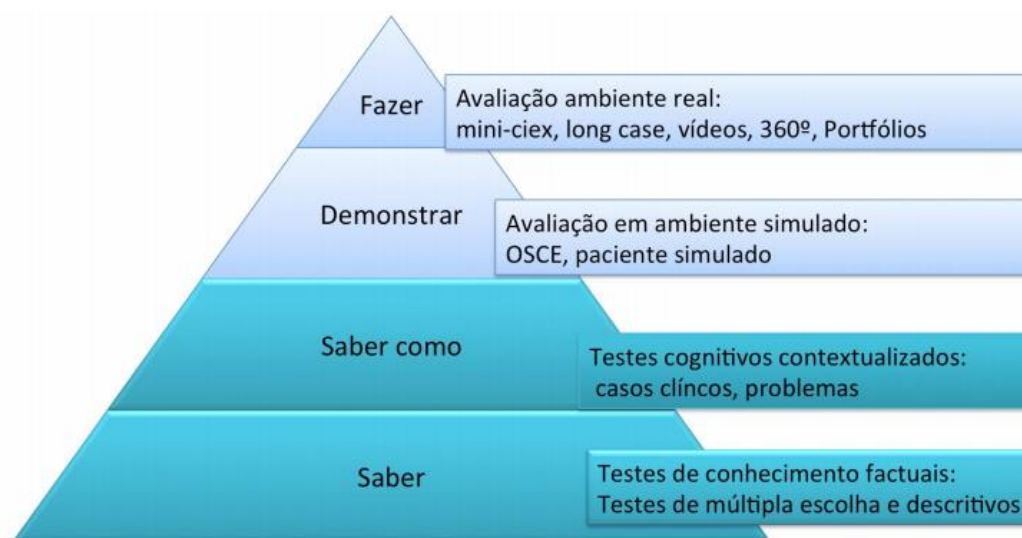 Fazer
Avaliação ambiente real:
mini-ciex, long case, vídeos, 360º, Portfólios
Demonstrar
Avaliação em ambiente simulado:
OSCE, paciente simulado
Saber como
Testes cognitivos contextualizados:
casos clíncos, problemas
Saber
Testes de conhecimento factuais:
Testes de múltipla escolha e descritivos